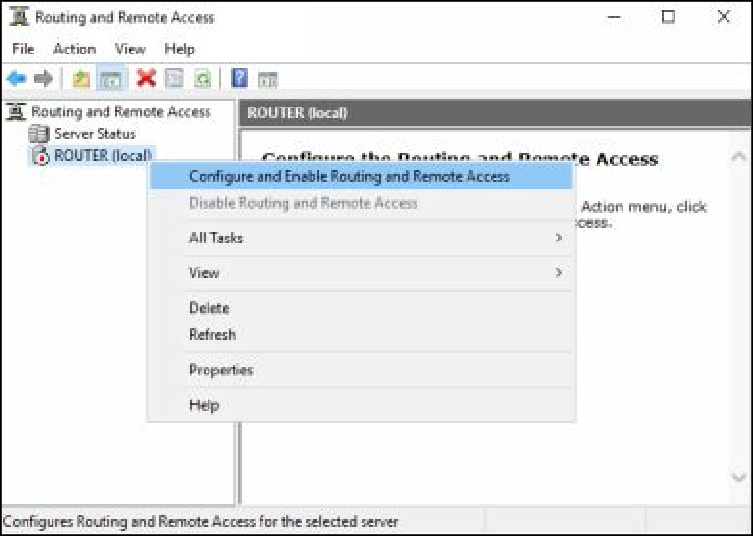 Routing and Remote Access
File Action View Help
Routing and Remote Access
Server Status
ROUTER (local)
ROUTER (local)
Configure the Routing and Remote Access
Configure and Enable Routing and Remote Access
Disable Routing and Remote Access
Action menu, click
All Tasks
View
Delete
Refresh
Properties
Help
Configures Routing and Remote Access for the selected server